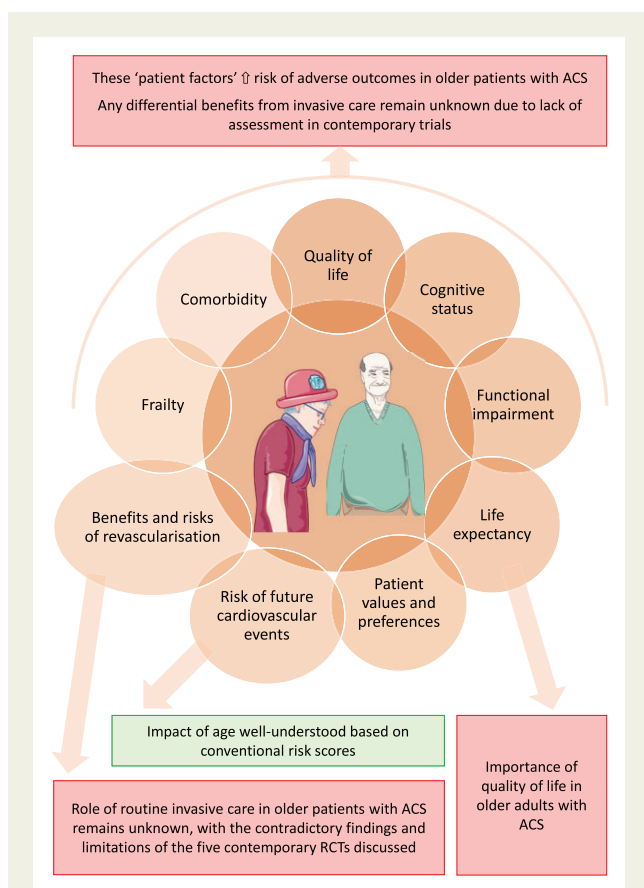 These ‘patient factors’ ⇧ risk of adverse outcomes in older patients with ACS
Any differential benefits from invasive care remain unknown due to lack of
assessment in contemporary trials
Quality of
life
Comorbidity
Cognitive
status
Frailty
Functional
impairment
Benefits and risks
of revascularisation
Life
expectancy
Risk of future
cardiovascular
events
Patient
values and
preferences
Impact of age well-understood based on
conventional risk scores
Role of routine invasive care in older patients with ACS
remains unknown, with the contradictory findings and
limitations of the five contemporary RCTs discussed
Importance of
quality of life in
older adults with
ACS